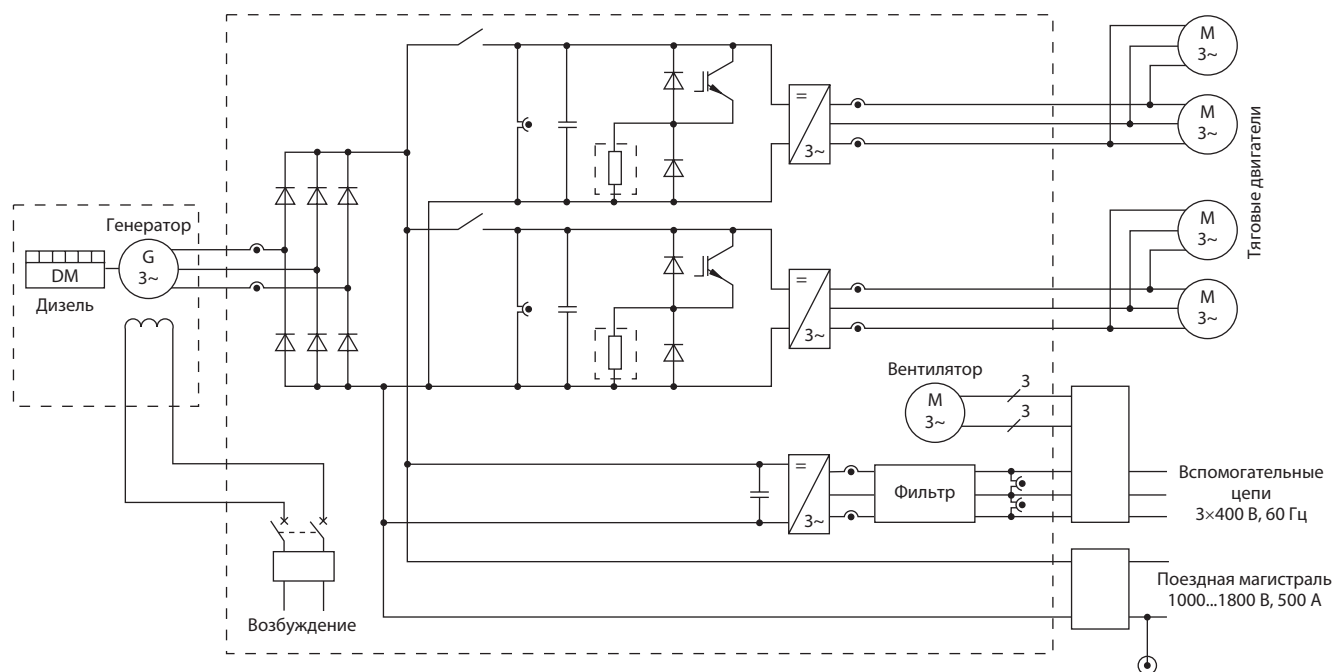 M
3~
=
3~
M
3~
Тяговые двигатели
Генератор
G
3~
DM
Дизель
M
3~
=
3~
M
3~
Вентилятор
M
3~
3
3
=
3~
Фильтр
Вспомогательные
цепи
3×400 В, 60 Гц
Поездная магистраль
1000...1800 В, 500 А
Возбуждение